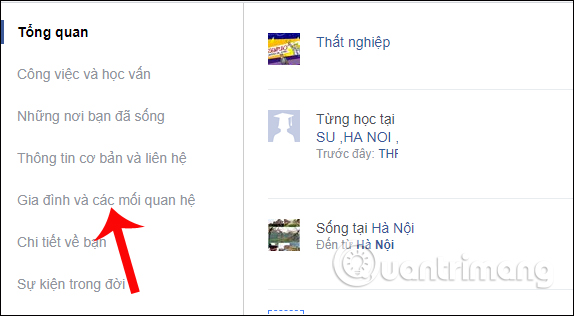 Tổng quan
Công việc và học vấn
Những nơi bạn đã sống
Thông tin cơ bản và liên hệ
Gia đình và các mối quan hệ
Chi tiết về bạn
Sự kiện trong đời
Thất nghiệp
Từng học tại
SU ,HA NOI ,
Trước đây: THF
Sống tại Hà Nội
Đến từ Hà Nội
Quantrimang